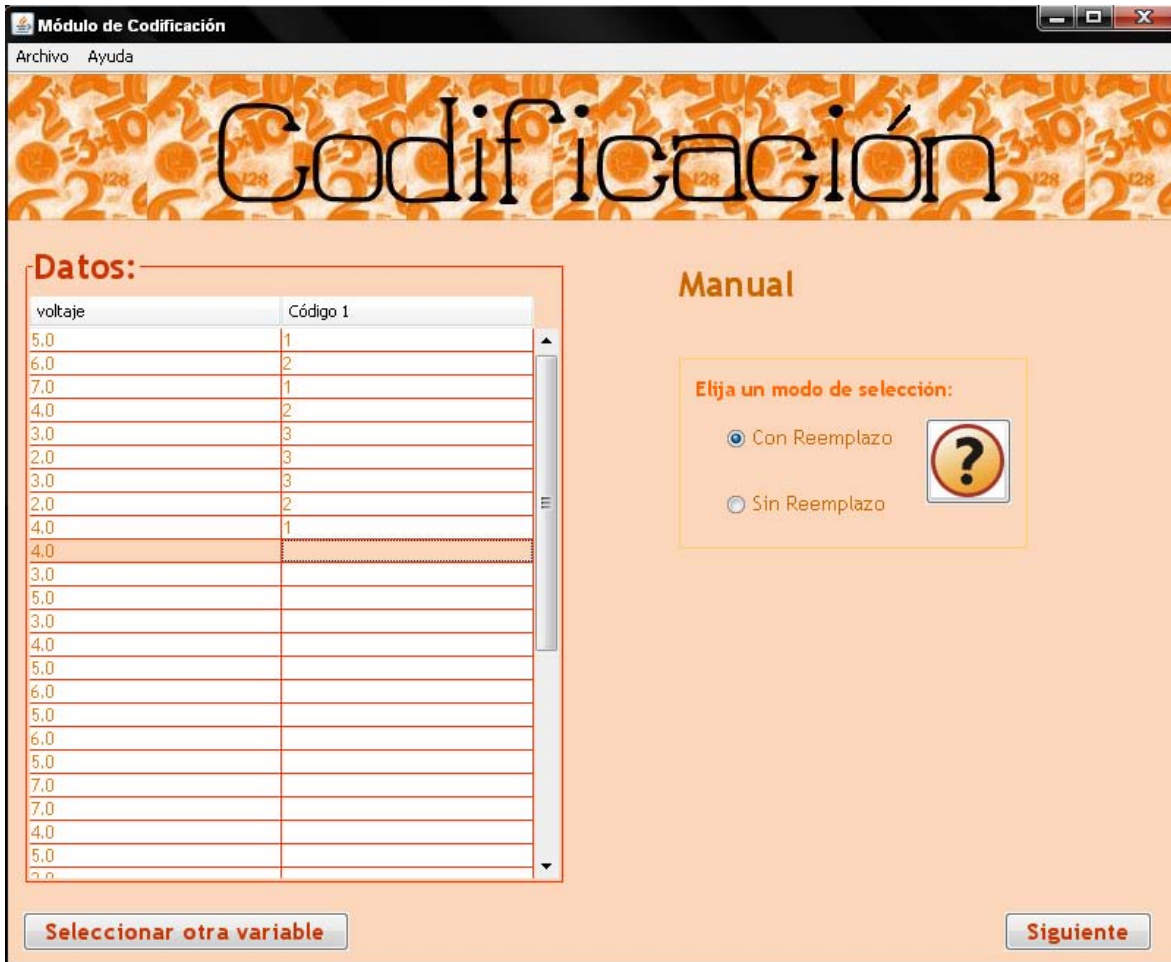 Módulo de Codificación
Archivo Ayuda
Codificación
Datos:
voltaje Código 1
5.0 1
6.0 2
7.0 1
4.0 2
3.0 3
2.0 3
3.0 3
2.0 2
4.0 1
4.0
3.0
5.0
3.0
4.0
5.0
6.0
5.0
6.0
5.0
7.0
7.0
4.0
5.0
Manual
Elija un modo de selección:
Con Reemplazo
?
Sin Reemplazo
Seleccionar otra variable
Siguiente